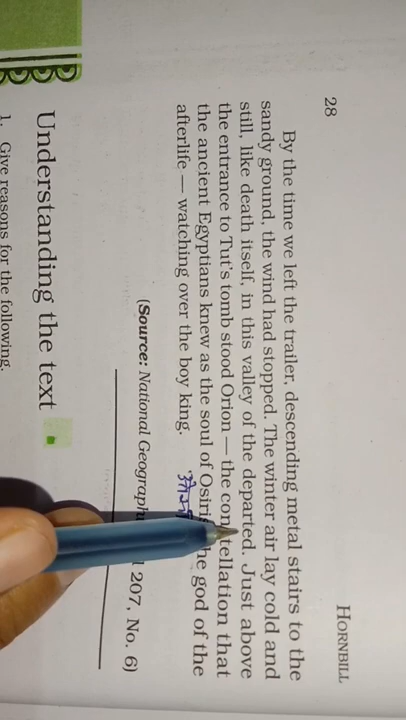 28 HORNBILL
By the time we left the trailer, descending metal stairs to the
sandy ground, the wind had stopped. The winter air lay cold and
still, like death itself, in this valley of the departed. Just above
the entrance to Tut's tomb stood Orion — the constellation that
the ancient Egyptians knew as the soul of Osiris, the god of the
afterlife — watching over the boy king.
(Source: National Geographic 207, No. 6)
Understanding the text
1. Give reasons for the following.